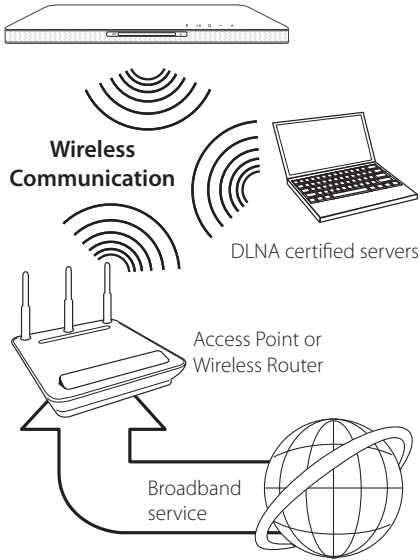 Wireless
Communication
DLNA certified servers
Access Point or
Wireless Router
Broadband
service